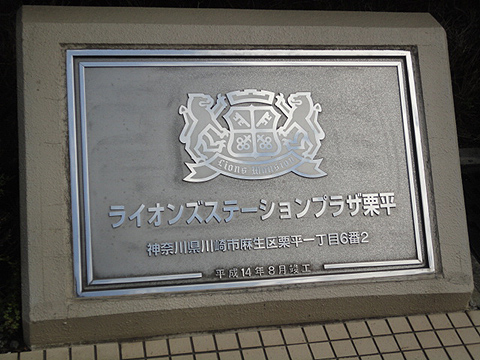 Lions Mansion
ライオンズステーションプラザ栗平
神奈川県川崎市麻生区栗平一丁目6番2
平成14年8月竣工